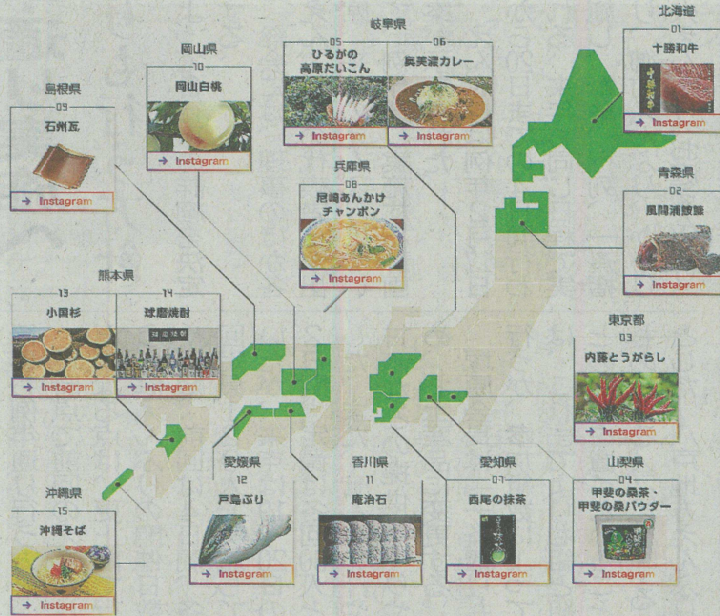 北海道
01
十勝和牛
十勝和牛
→ Instagram
青森県
02
風間浦鮟鱇
→ Instagram
東京都
03
内藤とうがらし
→ Instagram
山梨県
04
甲斐の桑茶・
甲斐の桑パウダー
→ Instagram
岐阜県
05
ひるがの
高原だいこん
→ Instagram
06
奥美濃カレー
→ Instagram
愛知県
07
西尾の抹茶
→ Instagram
兵庫県
08
尼崎あんかけ
チャンポン
→ Instagram
島根県
09
石州瓦
→ Instagram
岡山県
10
岡山白桃
→ Instagram
香川県
11
庵治石
→ Instagram
愛媛県
12
戸島ぶり
→ Instagram
熊本県
13
小国杉
→ Instagram
14
球磨焼酎
球磨焼酎
→ Instagram
沖縄県
15
沖縄そば
→ Instagram